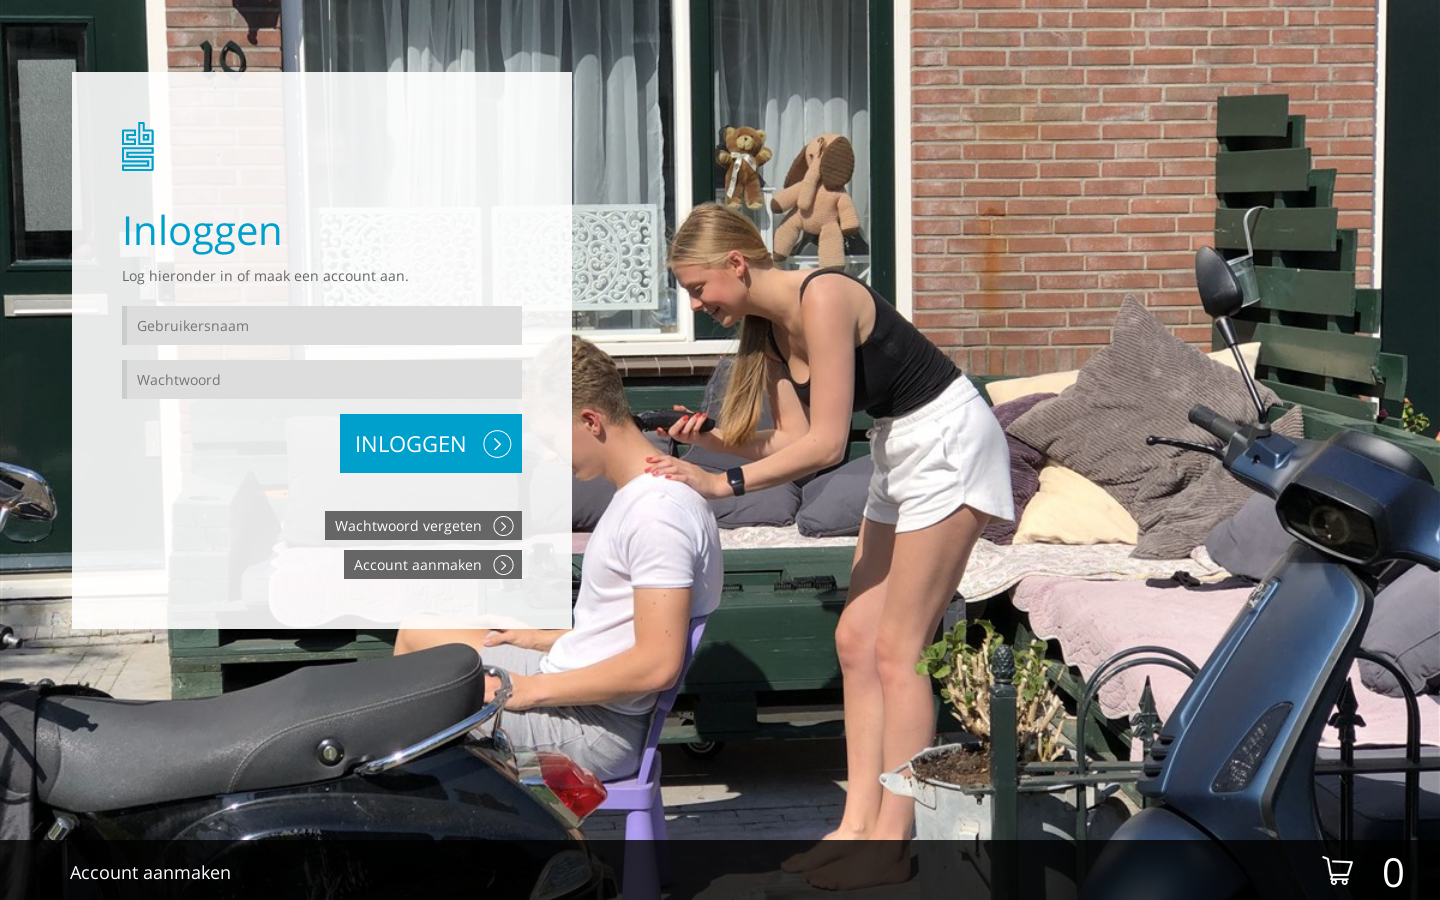 10
cbs
Inloggen
Log hieronder in of maak een account aan.
Gebruikersnaam
Wachtwoord
INLOGGEN
Wachtwoord vergeten
Account aanmaken
Account aanmaken
0